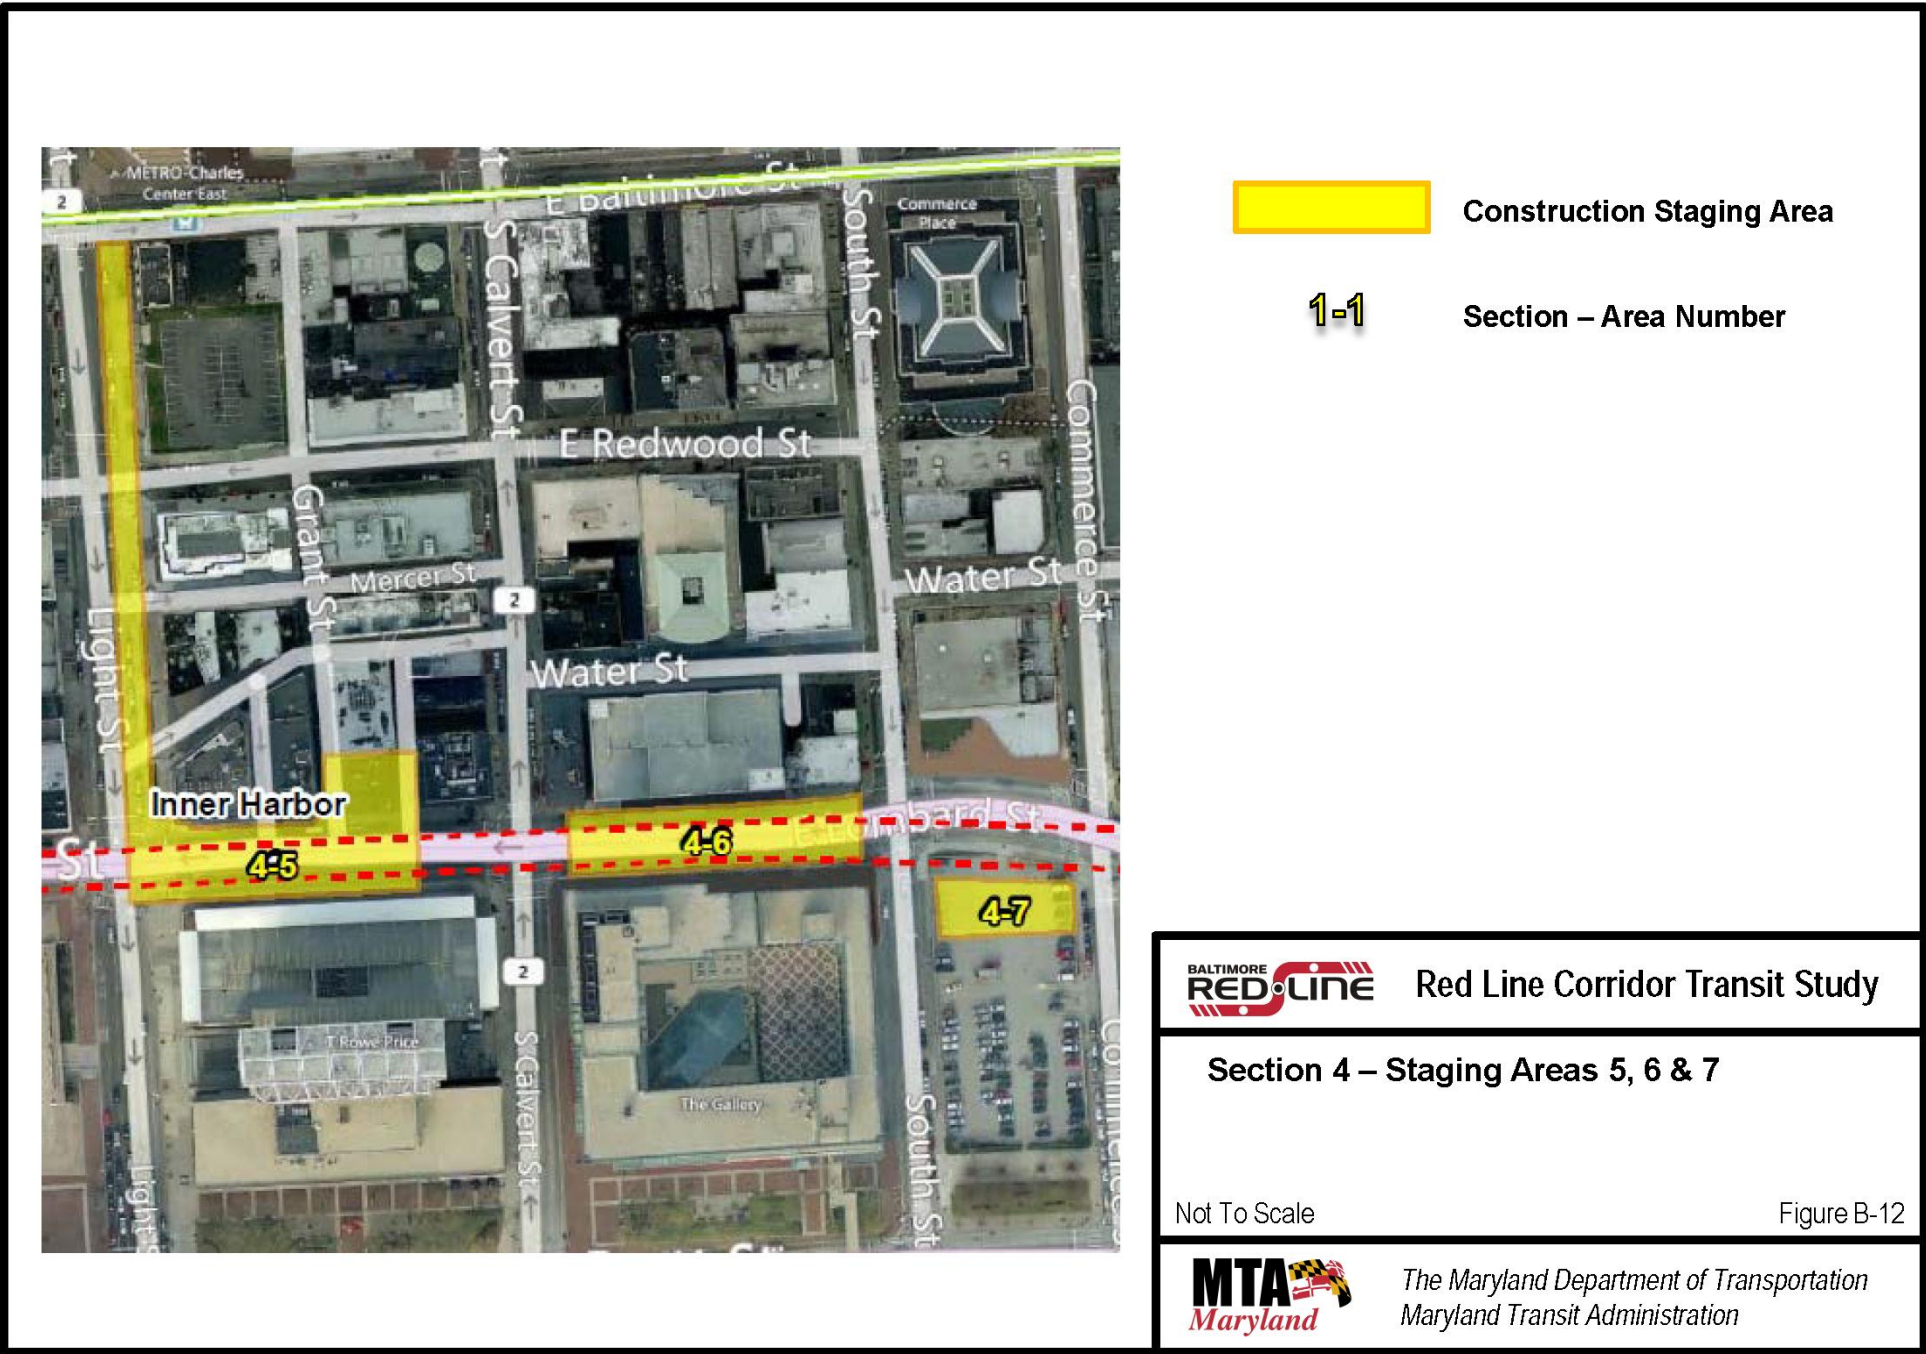 METRO-Charles
Center East
2
E Baltimore St
Commerce
Place
S Calvert St
South St
Commerce St
E Redwood St
Grant St
Mercer St
2
Water St
Light St
Water St
Inner Harbor
St
4-5
4-6
E Lombard St
4-7
2
T Rowe Price
The Gallery
S Calvert St
South St
Light S
Construction Staging Area
1-1
Section – Area Number
BALTIMORE
RED LINE
Red Line Corridor Transit Study
Section 4 – Staging Areas 5, 6 & 7
Not To Scale
Figure B-12
MTA
Maryland
The Maryland Department of Transportation
Maryland Transit Administration